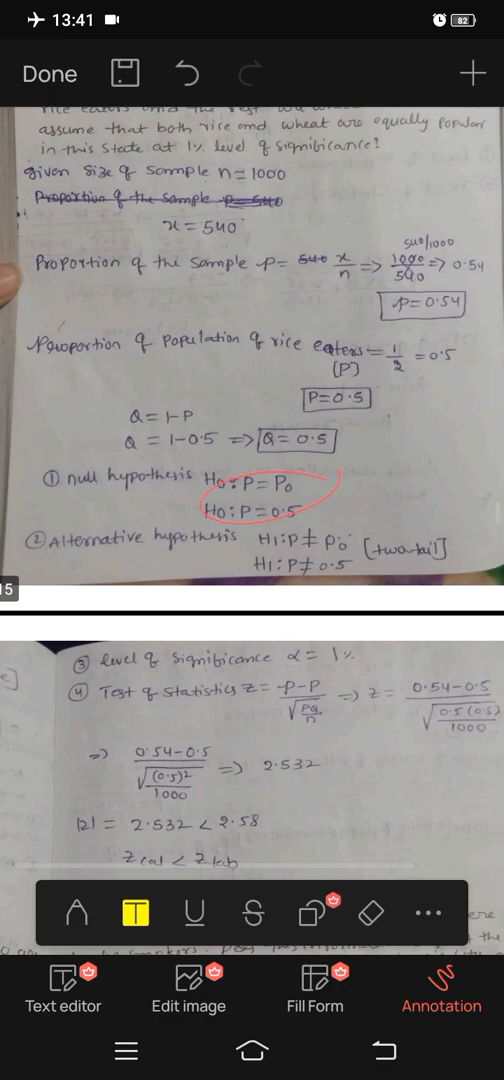 13:41
82
Done
assume that both rice and wheat are equally popular
in this state at 1% level of significance?
given size of sample n = 1000
Proportion of the sample p = 540
x = 540
540/1000
Proportion of the sample p = 540 x/n => 1000/540 => 0.54
p = 0.54
Proportion of population of rice eaters = 1/2 = 0.5
[P]
P = 0.5
Q = 1-P
Q = 1-0.5 => Q = 0.5
① null hypothesis H0: P = P0
H0: P = 0.5
② Alternative hypothesis H1: P ≠ P0 [two tail]
H1: P ≠ 0.5
15
③ level of significance α = 1%
④ Test of statistics z = p-P/√PQ/n => z = 0.54-0.5/√0.5(0.5)/1000
=> 0.54-0.5/√(0.5)²/1000 => 2.532
|z| = 2.532 < 2.58
Zcal < Ztab
ere
the
Text editor
Edit image
Fill Form
Annotation